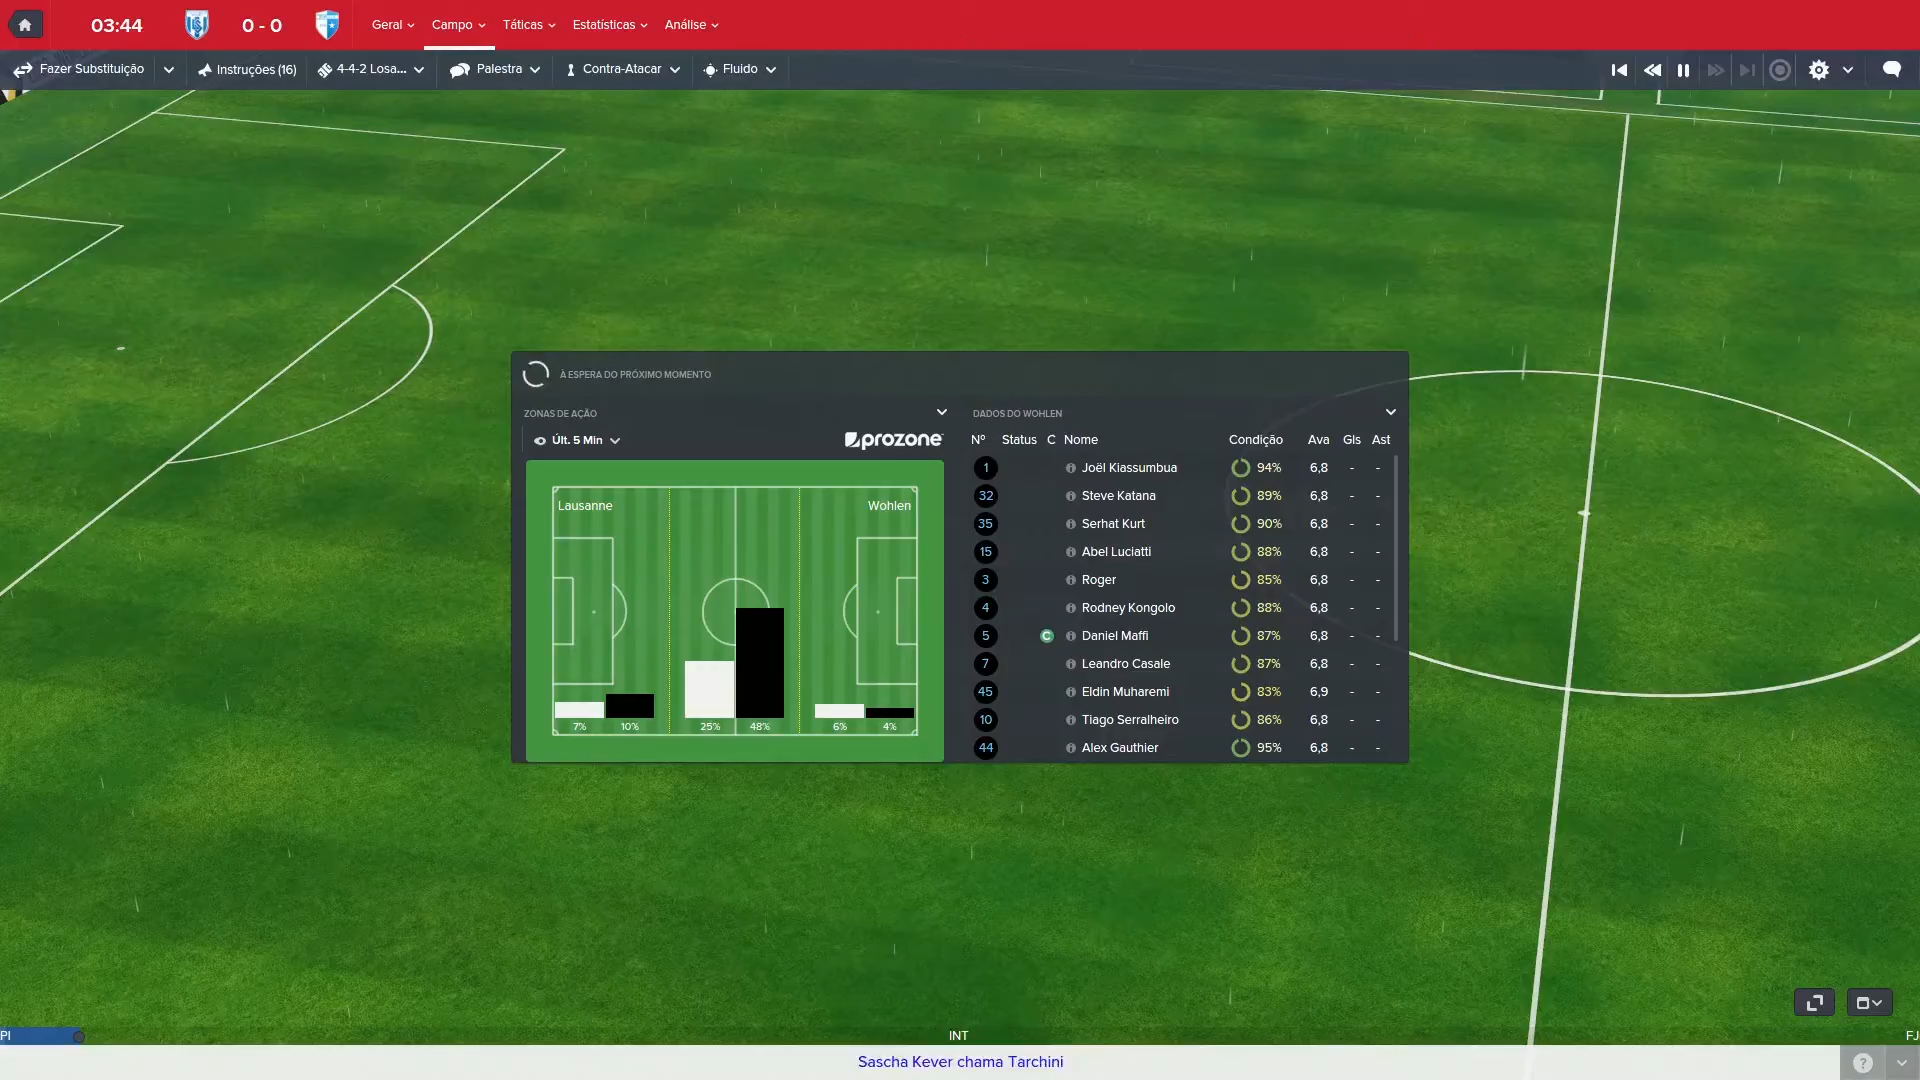 03:44
0 - 0
Geral
Campo
Táticas
Estatísticas
Análise
Fazer Substituição
Instruções (16)
4-4-2 Losa...
Palestra
Contra-Atacar
Fluido
À ESPERA DO PRÓXIMO MOMENTO
ZONAS DE AÇÃO
Últ. 5 Min
prozone
Lausanne
Wohlen
7%
10%
25%
48%
6%
4%
DADOS DO WOHLEN
Nº Status C Nome Condição Ava Gls Ast
1 Joël Kiassumbua 94% 6,8 - -
32 Steve Katana 89% 6,8 - -
35 Serhat Kurt 90% 6,8 - -
15 Abel Luciatti 88% 6,8 - -
3 Roger 85% 6,8 - -
4 Rodney Kongolo 88% 6,8 - -
5 C Daniel Maffi 87% 6,8 - -
7 Leandro Casale 87% 6,8 - -
45 Eldin Muharemi 83% 6,9 - -
10 Tiago Serralheiro 86% 6,8 - -
44 Alex Gauthier 95% 6,8 - -
PI
INT
FJ
Sascha Kever chama Tarchini
?